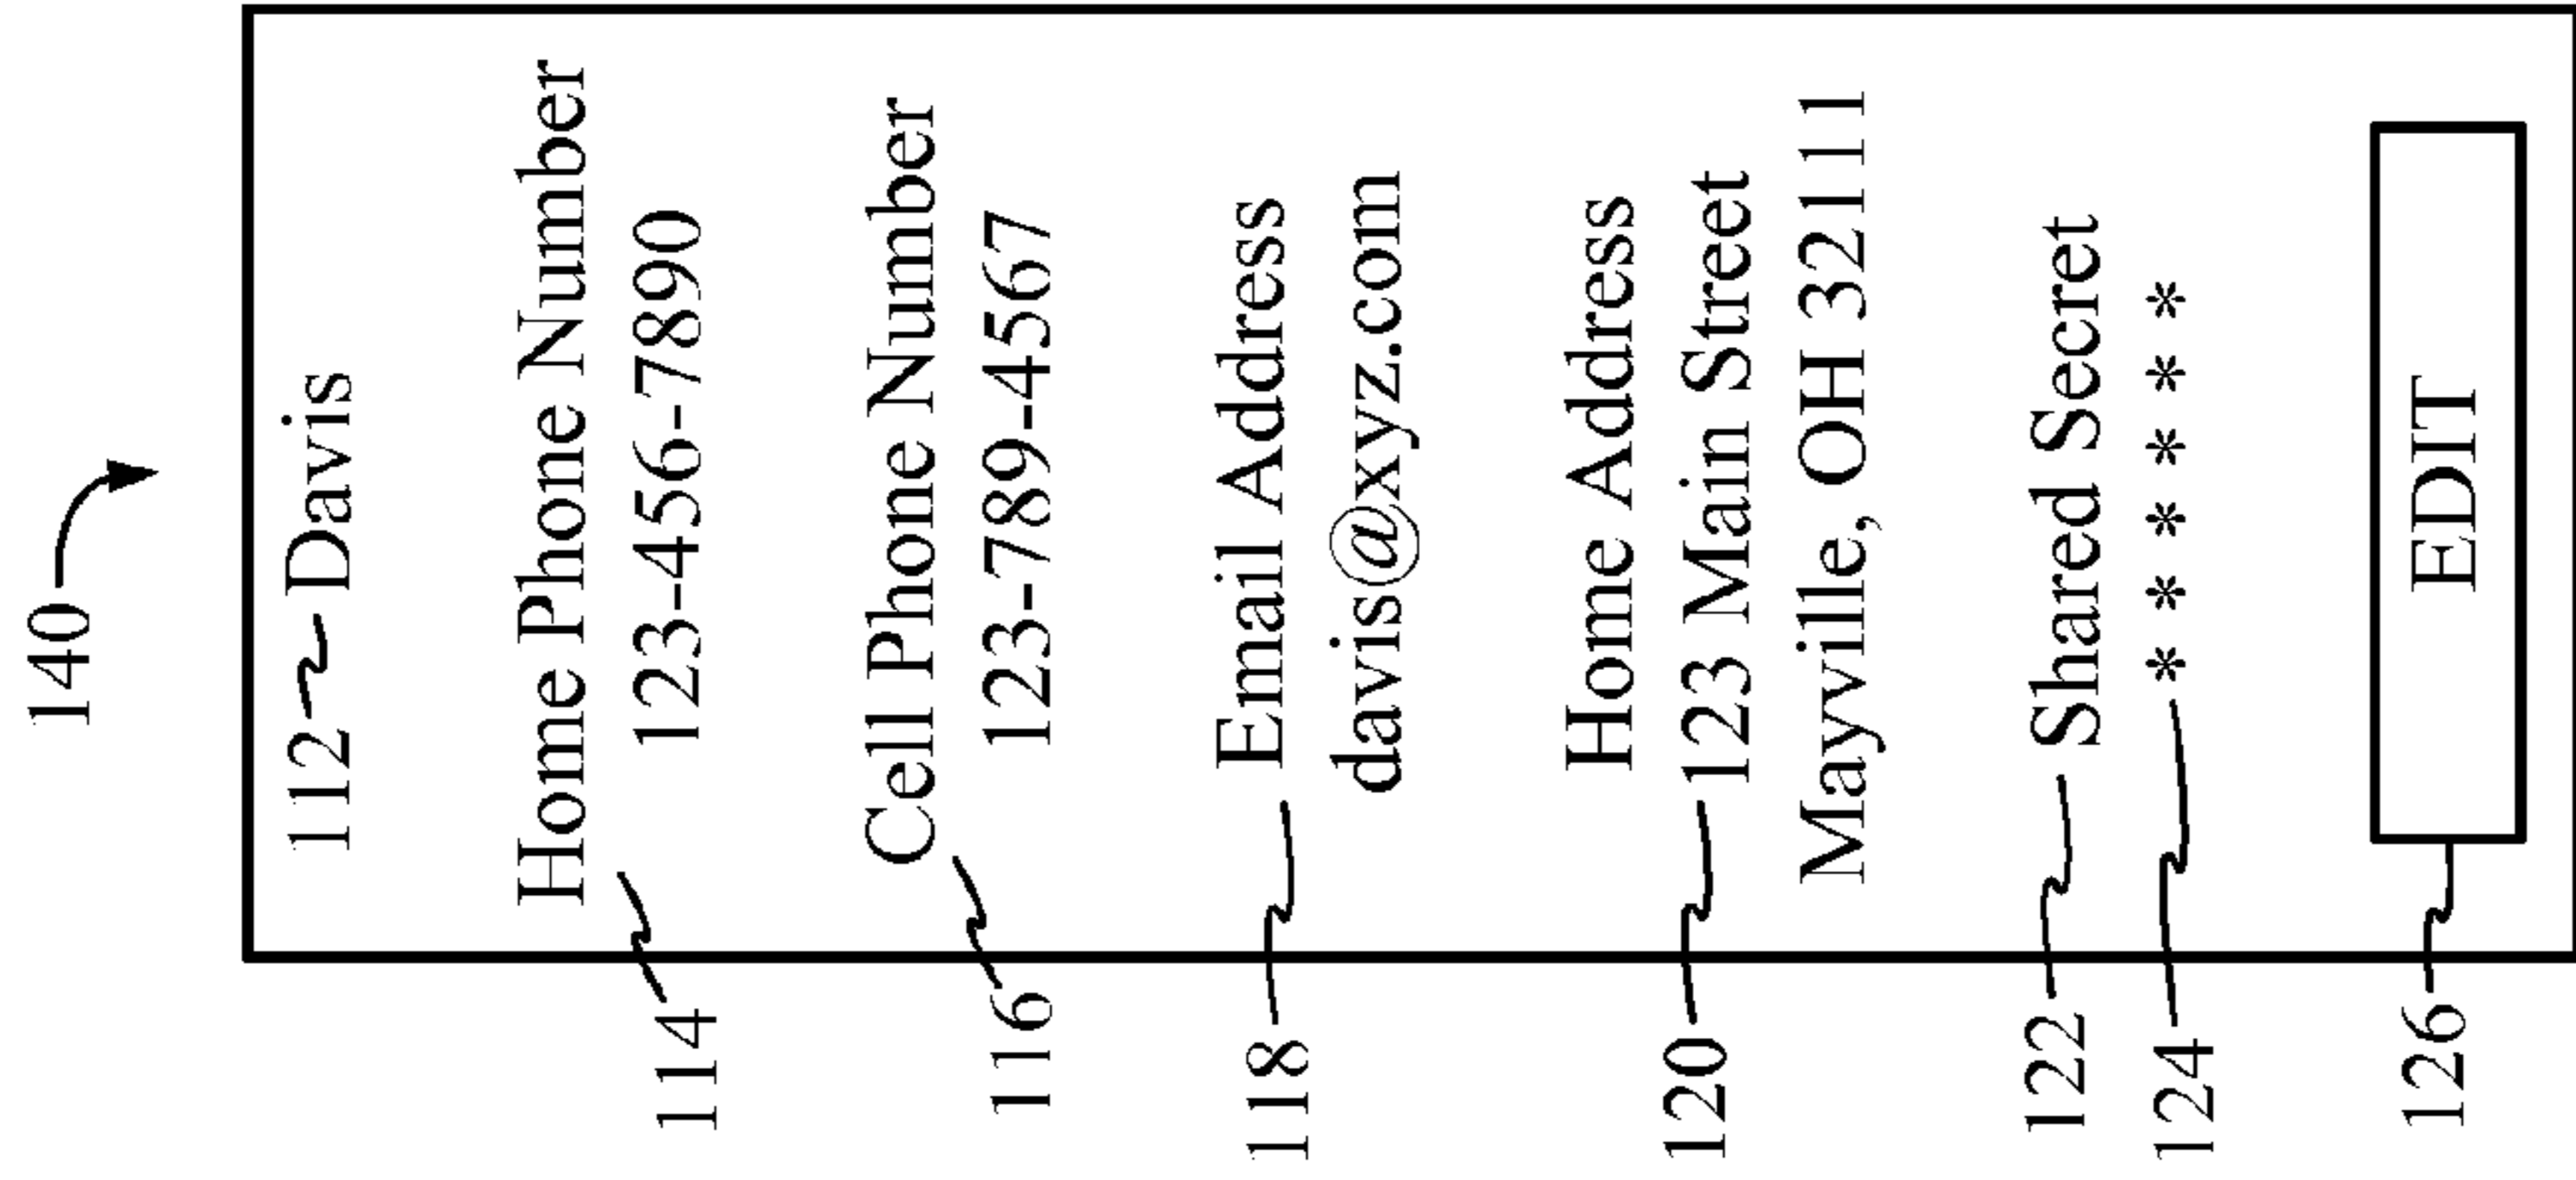 140
112 Davis
Home Phone Number
114
123-456-7890
Cell Phone Number
116
123-789-4567
118 Email Address
davis@xyz.com
Home Address
120 123 Main Street
Mayville, OH 32111
122 Shared Secret
124 * * * * * *
126 EDIT